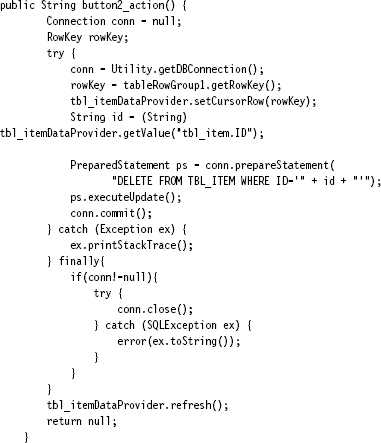 public String button2_action() {
Connection conn = null;
RowKey rowKey;
try {
conn = Utility.getDBConnection();
rowKey = tableRowGroup1.getRowKey();
tbl_itemDataProvider.setCursorRow(rowKey);
String id = (String)
tbl_itemDataProvider.getValue("tbl_item.ID");
PreparedStatement ps = conn.prepareStatement(
"DELETE FROM TBL_ITEM WHERE ID='" + id + "'");
ps.executeUpdate();
conn.commit();
} catch (Exception ex) {
ex.printStackTrace();
} finally{
if(conn!=null){
try {
conn.close();
} catch (SQLException ex) {
error(ex.toString());
}
}
}
tbl_itemDataProvider.refresh();
return null;
}